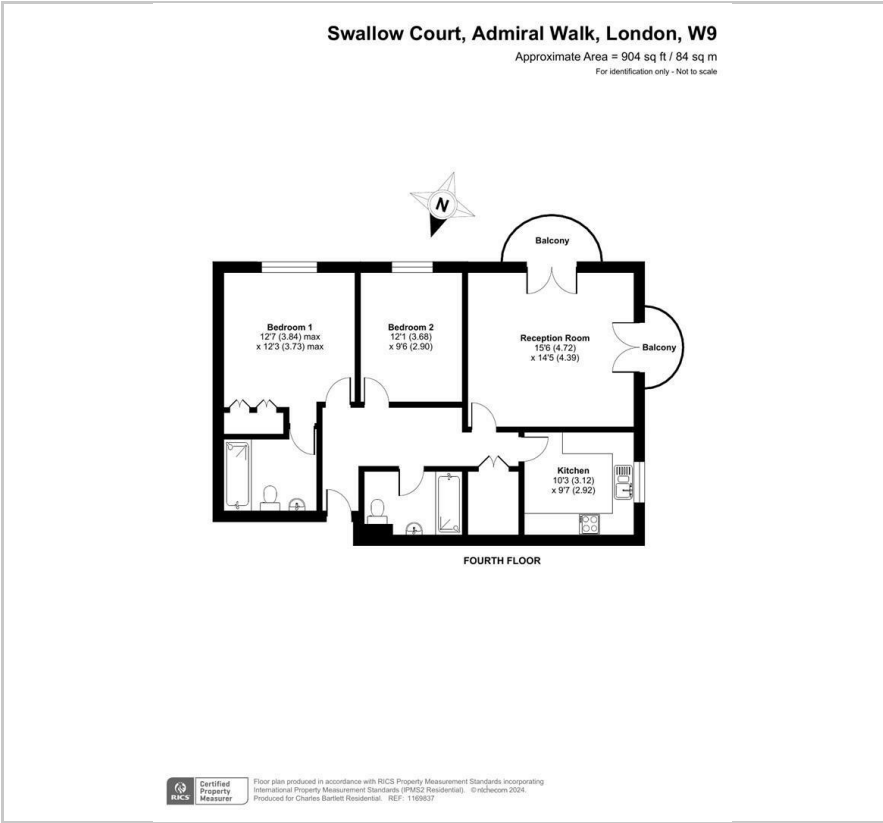 Swallow Court, Admiral Walk, London, W9
Approximate Area = 904 sq ft / 84 sq m
For identification only - Not to scale
N
Balcony
Bedroom 1
12'7 (3.84) max
x 12'3 (3.73) max
Bedroom 2
12'1 (3.68)
x 9'6 (2.90)
Reception Room
15'6 (4.72)
x 14'5 (4.39)
Balcony
Kitchen
10'3 (3.12)
x 9'7 (2.92)
FOURTH FLOOR
RICS
Certified
Property
Measurer
Floor plan produced in accordance with RICS Property Measurement Standards incorporating
International Property Measurement Standards (IPMS2 Residential). ©nichecom 2024.
Produced for Charles Bartlett Residential. REF: 1169837